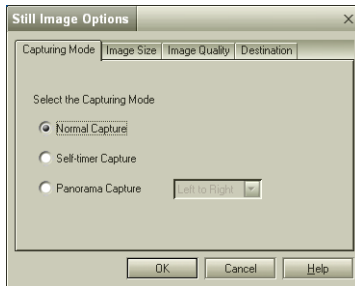 Still Image Options
Capturing Mode Image Size Image Quality Destination
Select the Capturing Mode
Normal Capture
Self-timer Capture
Panorama Capture Left to Right
OK Cancel Help